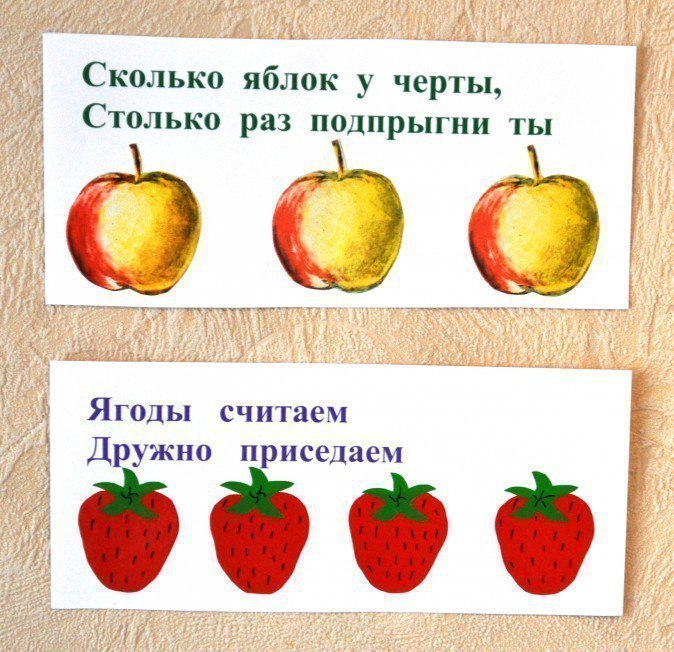 Сколько яблок у черты,
Столько раз подпрыгни ты
Ягоды считаем
Дружно приседаем